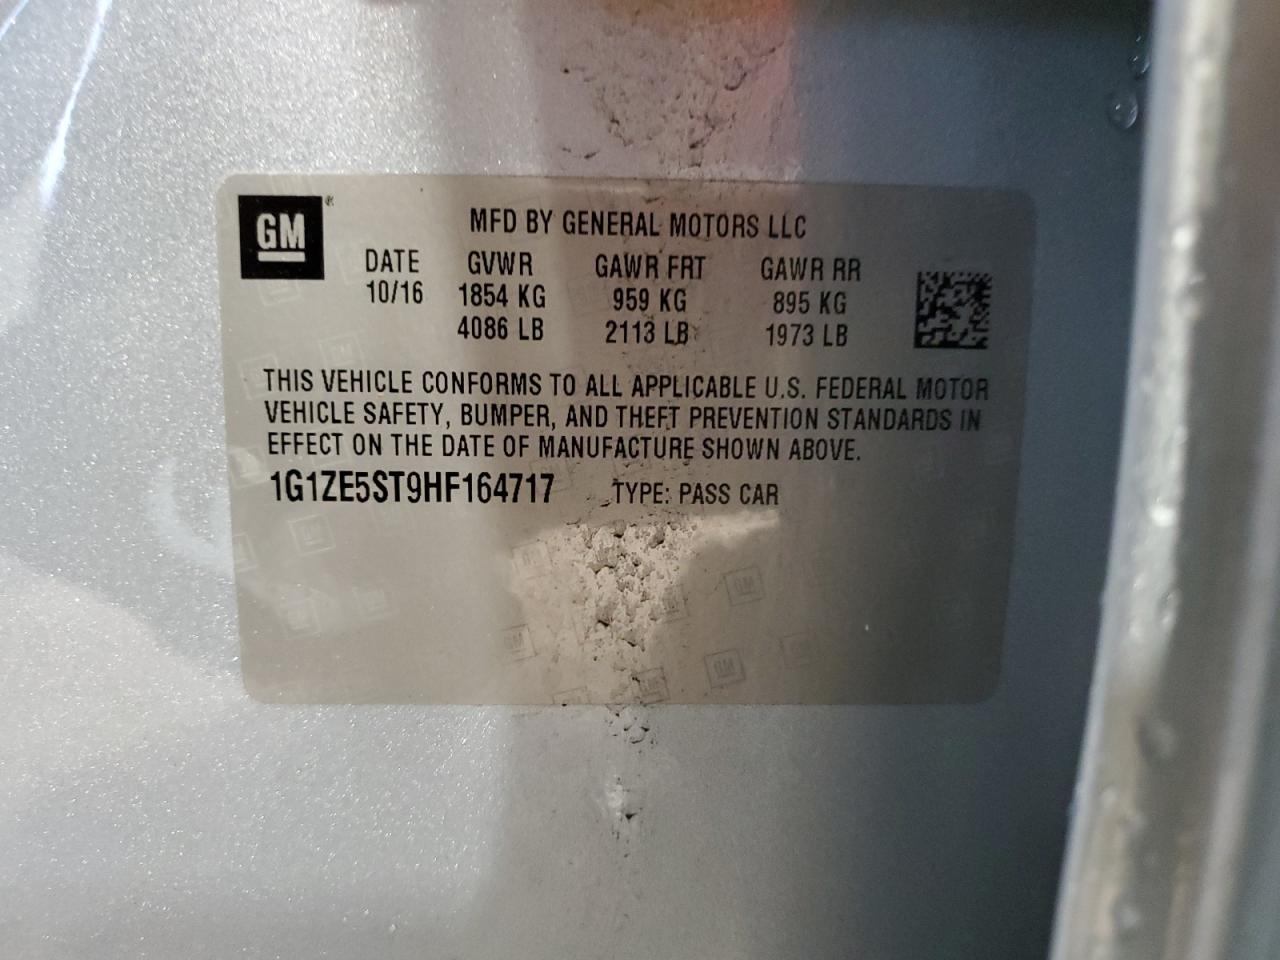 GM®
MFD BY GENERAL MOTORS LLC
DATE GVWR GAWR FRT GAWR RR
10/16 1854 KG 959 KG 895 KG
4086 LB 2113 LB 1973 LB
THIS VEHICLE CONFORMS TO ALL APPLICABLE U.S. FEDERAL MOTOR
VEHICLE SAFETY, BUMPER, AND THEFT PREVENTION STANDARDS IN
EFFECT ON THE DATE OF MANUFACTURE SHOWN ABOVE.
1G1ZE5ST9HF164717 TYPE: PASS CAR